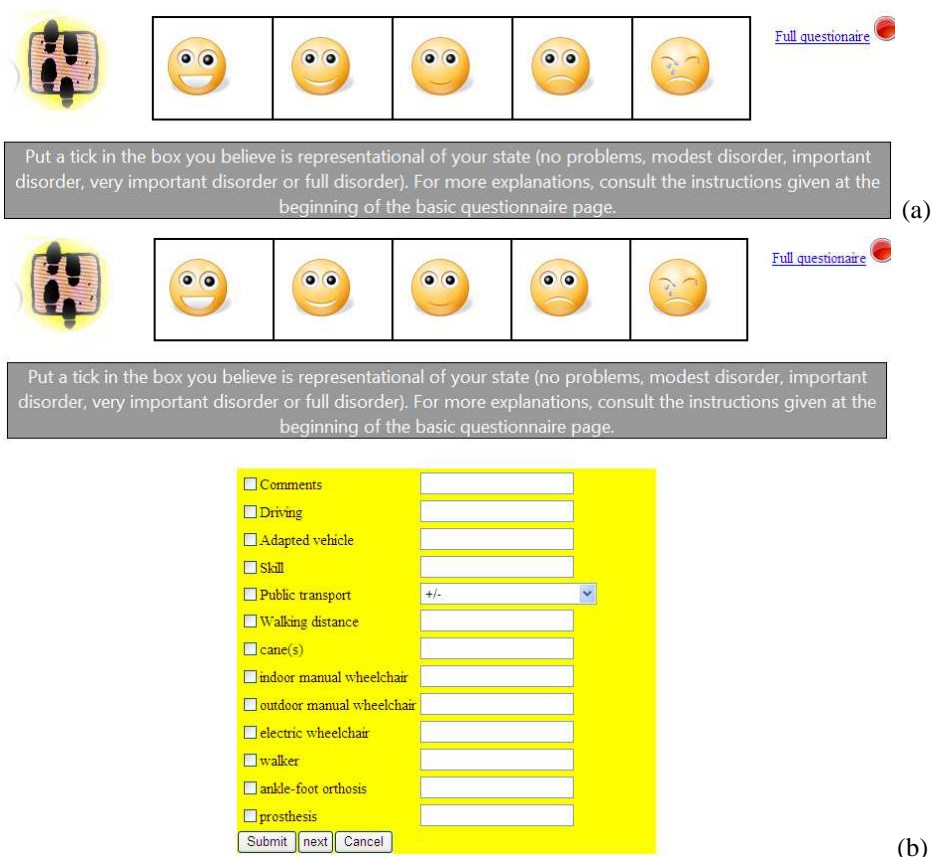 Full questionaire
Put a tick in the box you believe is representational of your state (no problems, modest disorder, important
disorder, very important disorder or full disorder). For more explanations, consult the instructions given at the
beginning of the basic questionnaire page.
(a)
Full questionaire
Put a tick in the box you believe is representational of your state (no problems, modest disorder, important
disorder, very important disorder or full disorder). For more explanations, consult the instructions given at the
beginning of the basic questionnaire page.
Comments
Driving
Adapted vehicle
Skill
Public transport +/-
Walking distance
cane(s)
indoor manual wheelchair
outdoor manual wheelchair
electric wheelchair
walker
ankle-foot orthosis
prosthesis
Submit next Cancel
(b)